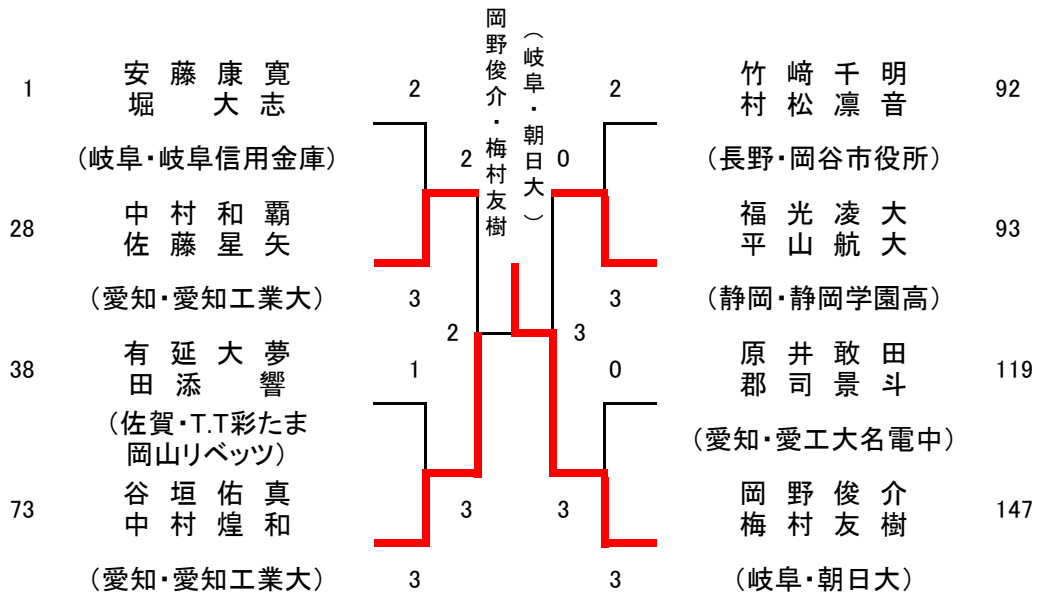 岡野俊介・梅村友樹
(岐阜・朝日大)
1
安藤康寛
堀 大志
2
(岐阜・岐阜信用金庫)
2
28
中村和覇
佐藤星矢
(愛知・愛知工業大)
3
2
38
有延大夢
田添 響
1
(佐賀・T.T彩たま
岡山リベッツ)
73
谷垣佑真
中村煌和
3
(愛知・愛知工業大)
3
2
竹﨑千明
村松凛音
92
0
(長野・岡谷市役所)
福光凌大
平山航大
93
3
(静岡・静岡学園高)
3
0
原井敢田
郡司景斗
119
(愛知・愛工大名電中)
3
岡野俊介
梅村友樹
147
3
(岐阜・朝日大)